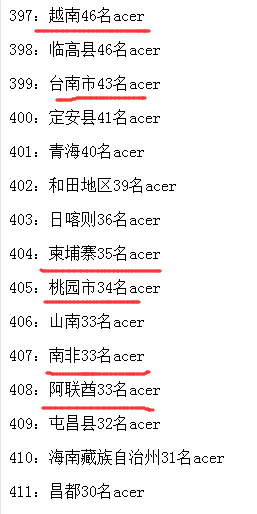 397: 越南46名acer
398: 临高县46名acer
399: 台南市43名acer
400: 定安县41名acer
401: 青海40名acer
402: 和田地区39名acer
403: 日喀则36名acer
404: 柬埔寨35名acer
405: 桃园市34名acer
406: 山南33名acer
407: 南非33名acer
408: 阿联酋33名acer
409: 屯昌县32名acer
410: 海南藏族自治州31名acer
411: 昌都30名acer